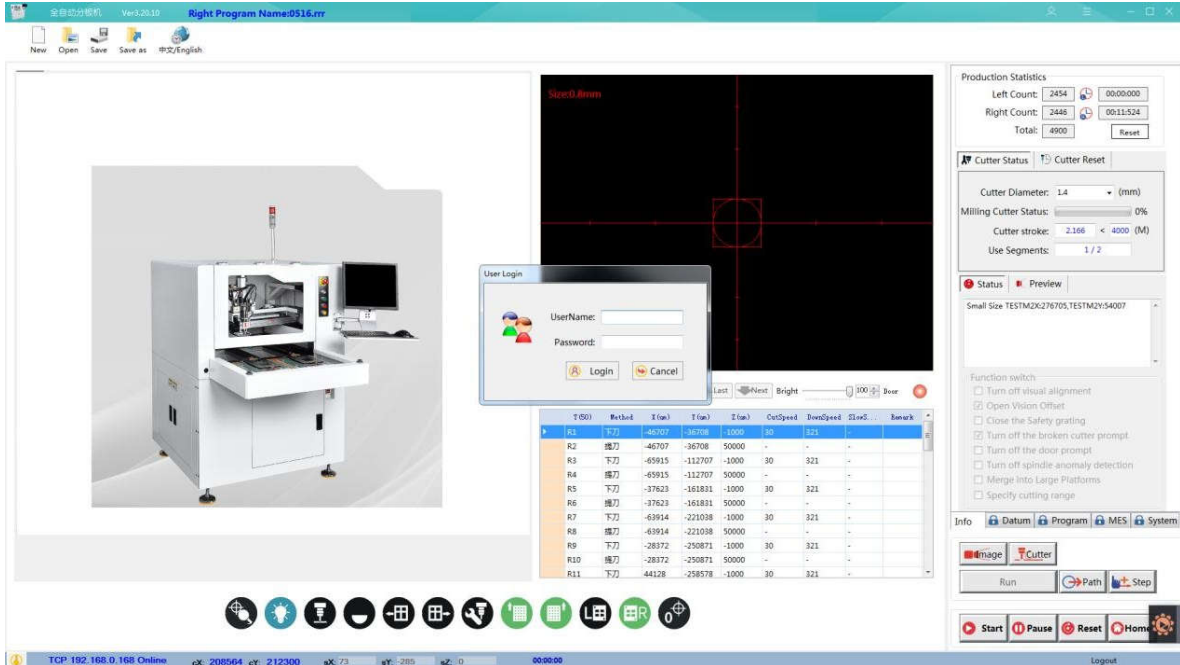 全自动分板机 Ver3.20.10 Right Program Name:0516.rrr
New Open Save Save as 中文/English
Size:0.8mm
Production Statistics
Left Count: 2454 00:00:000
Right Count: 2446 00:11:524
Total: 4900 Reset
Cutter Status Cutter Reset
Cutter Diameter: 1.4 (mm)
Milling Cutter Status: 0%
Cutter stroke: 2.166 < 4000 (M)
Use Segments: 1 / 2
Status Preview
Small Size TESTM2X:276705,TESTM2Y:54007
User Login
UserName:
Password:
Login Cancel
Last Next Bright 100 Door
T(50) Method CutSpeed DownSpeed SlowS... Remark
R1 下刀 -46707 -36708 -1000 30 321 -
R2 提刀 -46707 -36708 50000 - - -
R3 下刀 -65915 -112707 -1000 30 321 -
R4 提刀 -65915 -112707 50000 - - -
R5 下刀 -37623 -161831 -1000 30 321 -
R6 提刀 -37623 -161831 50000 - - -
R7 下刀 -63914 -221038 -1000 30 321 -
R8 提刀 -63914 -221038 50000 - - -
R9 下刀 -28372 -250871 -1000 30 321 -
R10 提刀 -28372 -250871 50000 - - -
R11 下刀 44128 -258578 -1000 30 321 -
Function switch
Turn off visual alignment
Open Vision Offset
Close the Safety grating
Turn off the broken cutter prompt
Turn off the door prompt
Turn off spindle anomaly detection
Merge Into Large Platforms
Specify cutting range
Info Datum Program MES System
Image Cutter
Run Path Step
L R 0
Start Pause Reset Home
TCP 192.168.0.168 Online cX: 208564 cY: 212300 sX: 73 sY: -285 sZ: 0 00:00:00 Logout